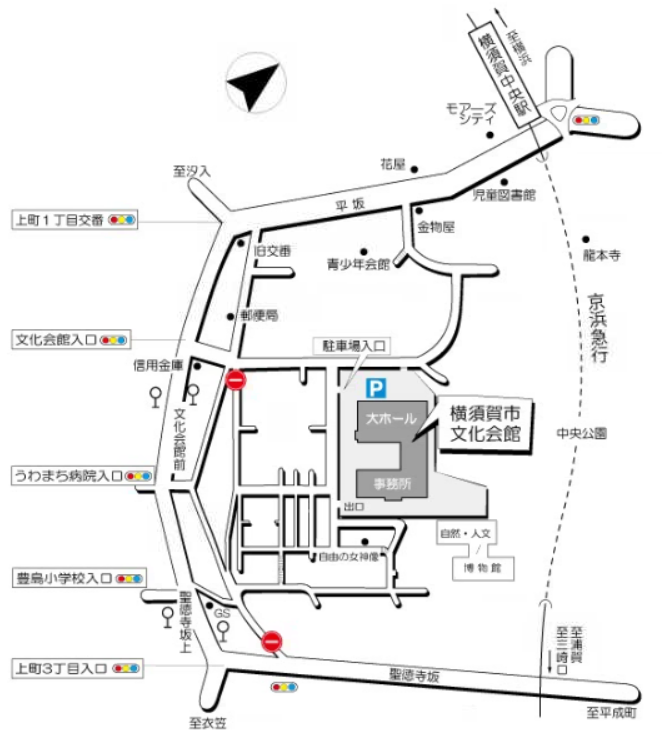 至横浜
横須賀中央駅
モアーズ
シティ
花屋
至汐入
児童図書館
平坂
上町1丁目交番
金物屋
旧交番
青少年会館
龍本寺
京浜急行
郵便局
文化会館入口
駐車場入口
信用金庫
P
大ホール
横須賀市
文化会館
文化会館前
中央公園
うわまち病院入口
事務所
出口
自然・人文
博物館
自由の女神像
豊島小学校入口
GS
聖徳寺坂上
至浦賀
至三崎口
上町3丁目入口
聖徳寺坂
至衣笠
至平成町